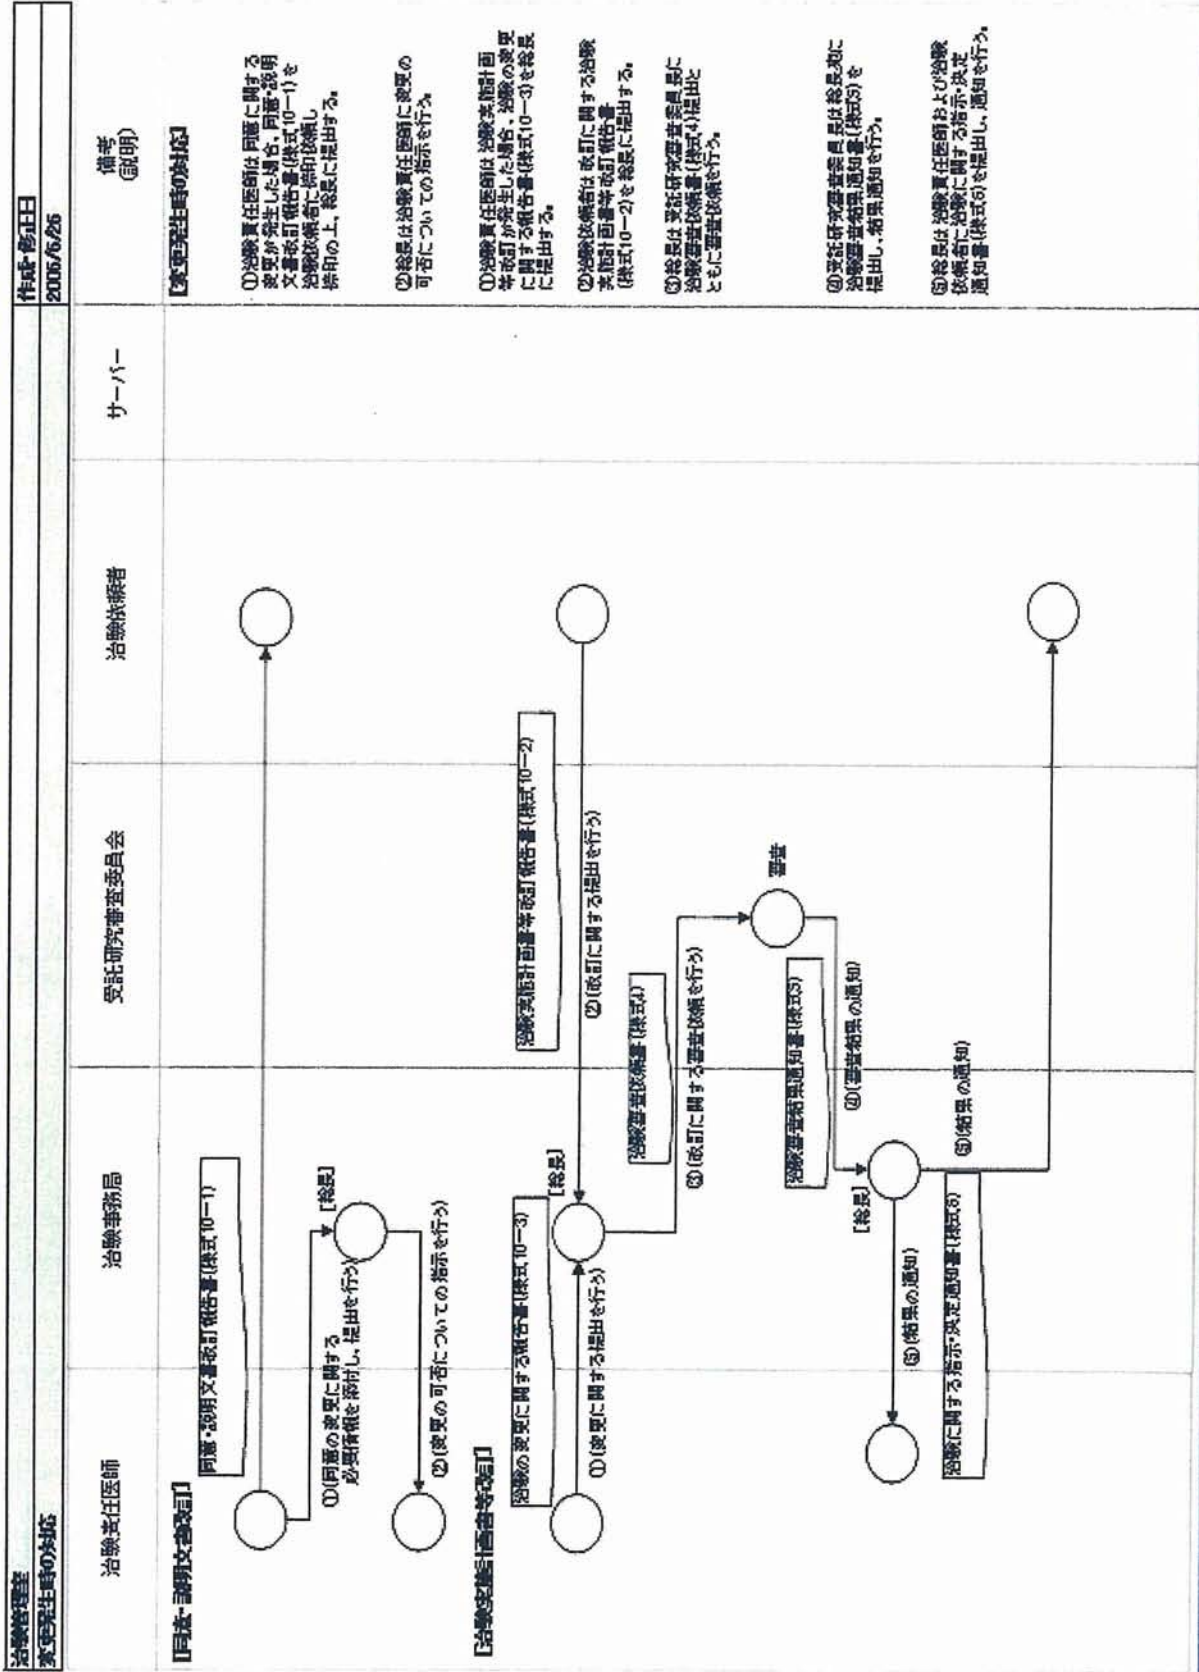 治験管理室
変更発生時の対応
作成・修正日
2006/6/26
治験責任医師
治験事務局
受託研究審査委員会
治験依頼者
サーバー
備考
(説明)
[同意・説明文書改訂]
同意・説明文書改訂報告書(様式10－1)
①(同意の変更に関する
必要情報を添付し、提出を行う)
[総長]
②(変更の可否についての指示を行う)
[治験実施計画書等改訂]
治験の変更に関する報告書(様式10－3)
①(変更に関する提出を行う)
[総長]
治験実施計画書等改訂報告書(様式10－2)
②(改訂に関する提出を行う)
治験審査依頼書(様式4)
③(改訂に関する審査依頼を行う)
審査
治験審査結果通知書(様式5)
④(審査結果の通知)
[総長]
⑤(結果の通知)
⑤(結果の通知)
治験に関する指示・決定通知書(様式6)
[変更発生時の対応]
①治験責任医師は同意に関する
変更が発生した場合、同意・説明
文書改訂報告書(様式10－1)を
治験依頼者に捺印依頼し
捺印の上、総長に提出する。
②総長は治験責任医師に変更の
可否についての指示を行う。
①治験責任医師は治験実施計画
等改訂が発生した場合、治験の変更
に関する報告書(様式10－3)を総長
に提出する。
②治験依頼者は改訂に関する治験
実施計画書等改訂報告書
(様式10－2)を総長に提出する。
③総長は受託研究審査委員長に
治験審査依頼書(様式4)提出と
ともに審査依頼を行う。
④受託研究審査委員長は総長宛に
治験審査結果通知書(様式5)を
提出し、結果通知を行う。
⑤総長は治験責任医師および治験
依頼者に治験に関する指示・決定
通知書(様式6)を提出し、通知を行う。